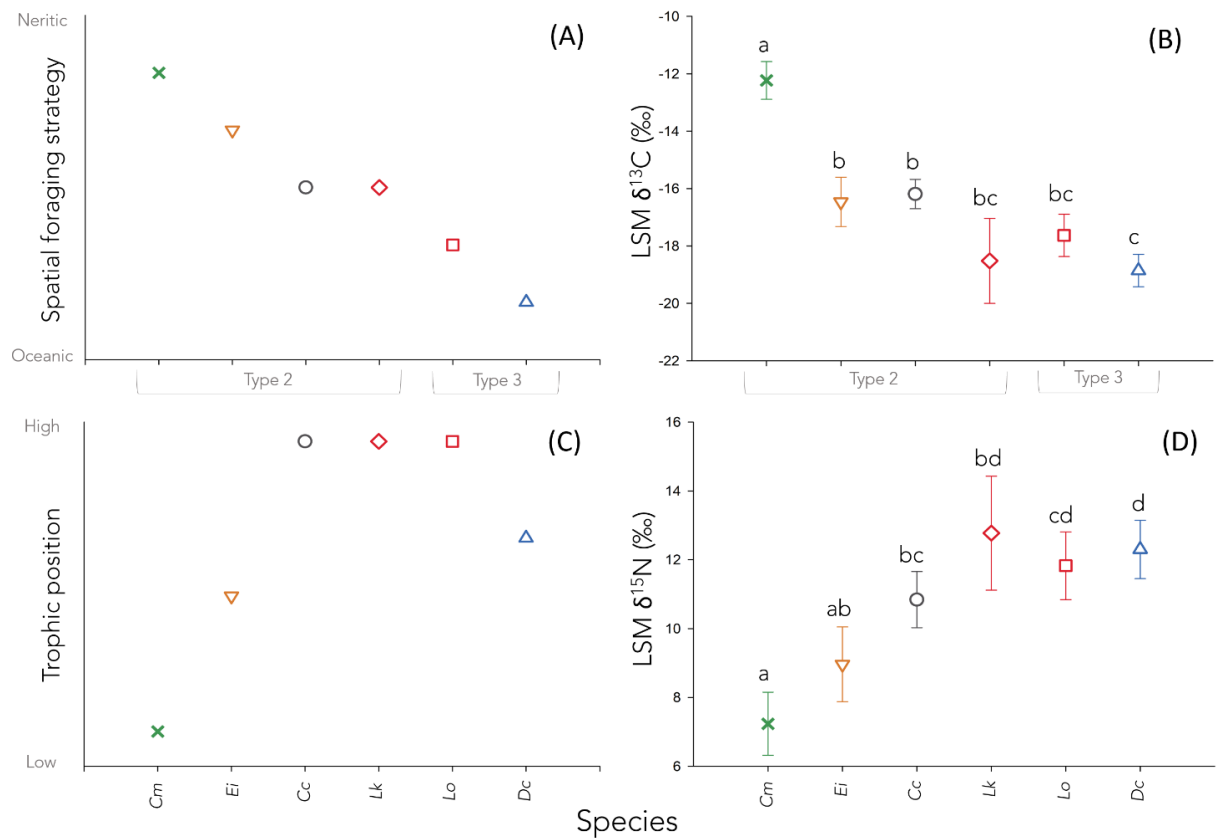 Neritic
(A)
Spatial foraging strategy
Oceanic
Type 2
Type 3
-10
-12
-14
-16
-18
-20
-22
(B)
LSM δ¹³C (‰)
a
b
b
bc
bc
c
Type 2
Type 3
High
(C)
Trophic position
Low
Cm
Ei
Cc
Lk
Lo
Dc
16
14
12
10
8
6
(D)
LSM δ¹⁵N (‰)
a
ab
bc
bd
cd
d
Cm
Ei
Cc
Lk
Lo
Dc
Species